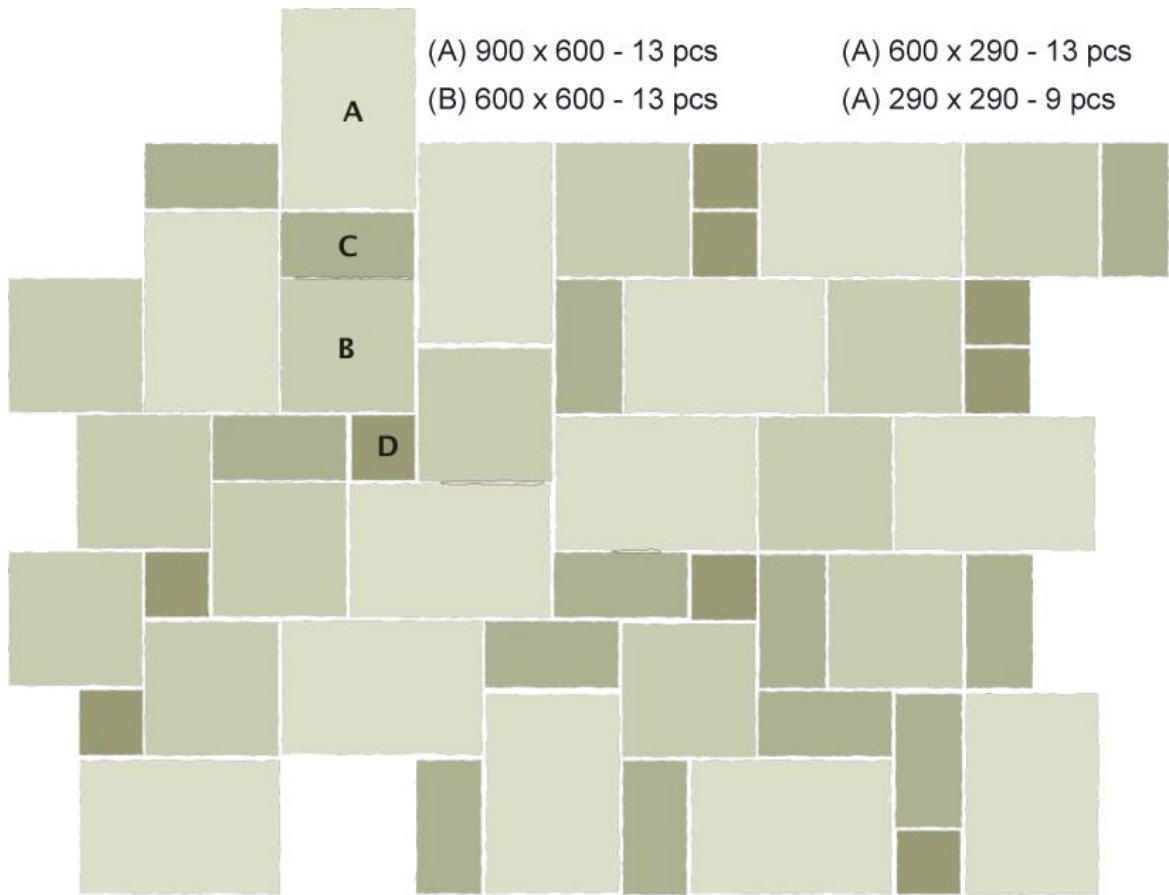 (A) 900 x 600 - 13 pcs
(A) 600 x 290 - 13 pcs
(B) 600 x 600 - 13 pcs
(A) 290 x 290 - 9 pcs
A
C
B
D